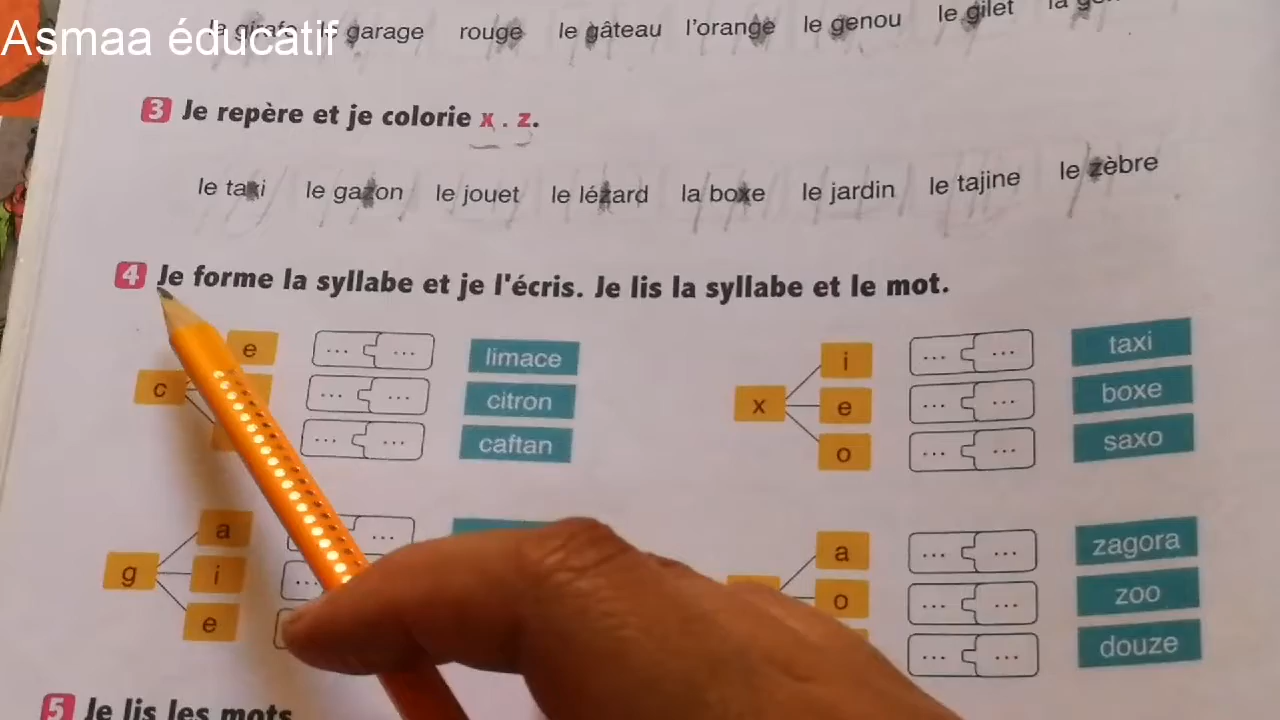 Asmaa éducatif
la girafe le garage rouge le gâteau l'orange le genou le gilet
3 Je repère et je colorie x . z.
le taxi le gazon le jouet le lézard la boxe le jardin le tajine le zèbre
4 Je forme la syllabe et je l'écris. Je lis la syllabe et le mot.
c
e
... ...
... ...
... ...
limace
citron
caftan
x
i
e
o
... ...
... ...
... ...
taxi
boxe
saxo
g
a
i
e
...
...
a
o
... ...
... ...
... ...
zagora
zoo
douze
5 Je lis les mots